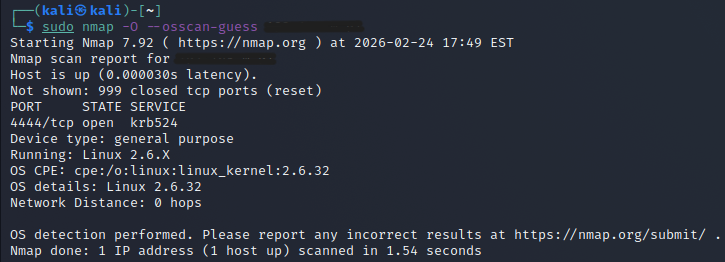 ┌──(kali㉿kali)-[~]
└─$ sudo nmap -O --osscan-guess
Starting Nmap 7.92 ( https://nmap.org ) at 2026-02-24 17:49 EST
Nmap scan report for
Host is up (0.000030s latency).
Not shown: 999 closed tcp ports (reset)
PORT     STATE SERVICE
4444/tcp open  krb524
Device type: general purpose
Running: Linux 2.6.X
OS CPE: cpe:/o:linux:linux_kernel:2.6.32
OS details: Linux 2.6.32
Network Distance: 0 hops
OS detection performed. Please report any incorrect results at https://nmap.org/submit/ .
Nmap done: 1 IP address (1 host up) scanned in 1.54 seconds